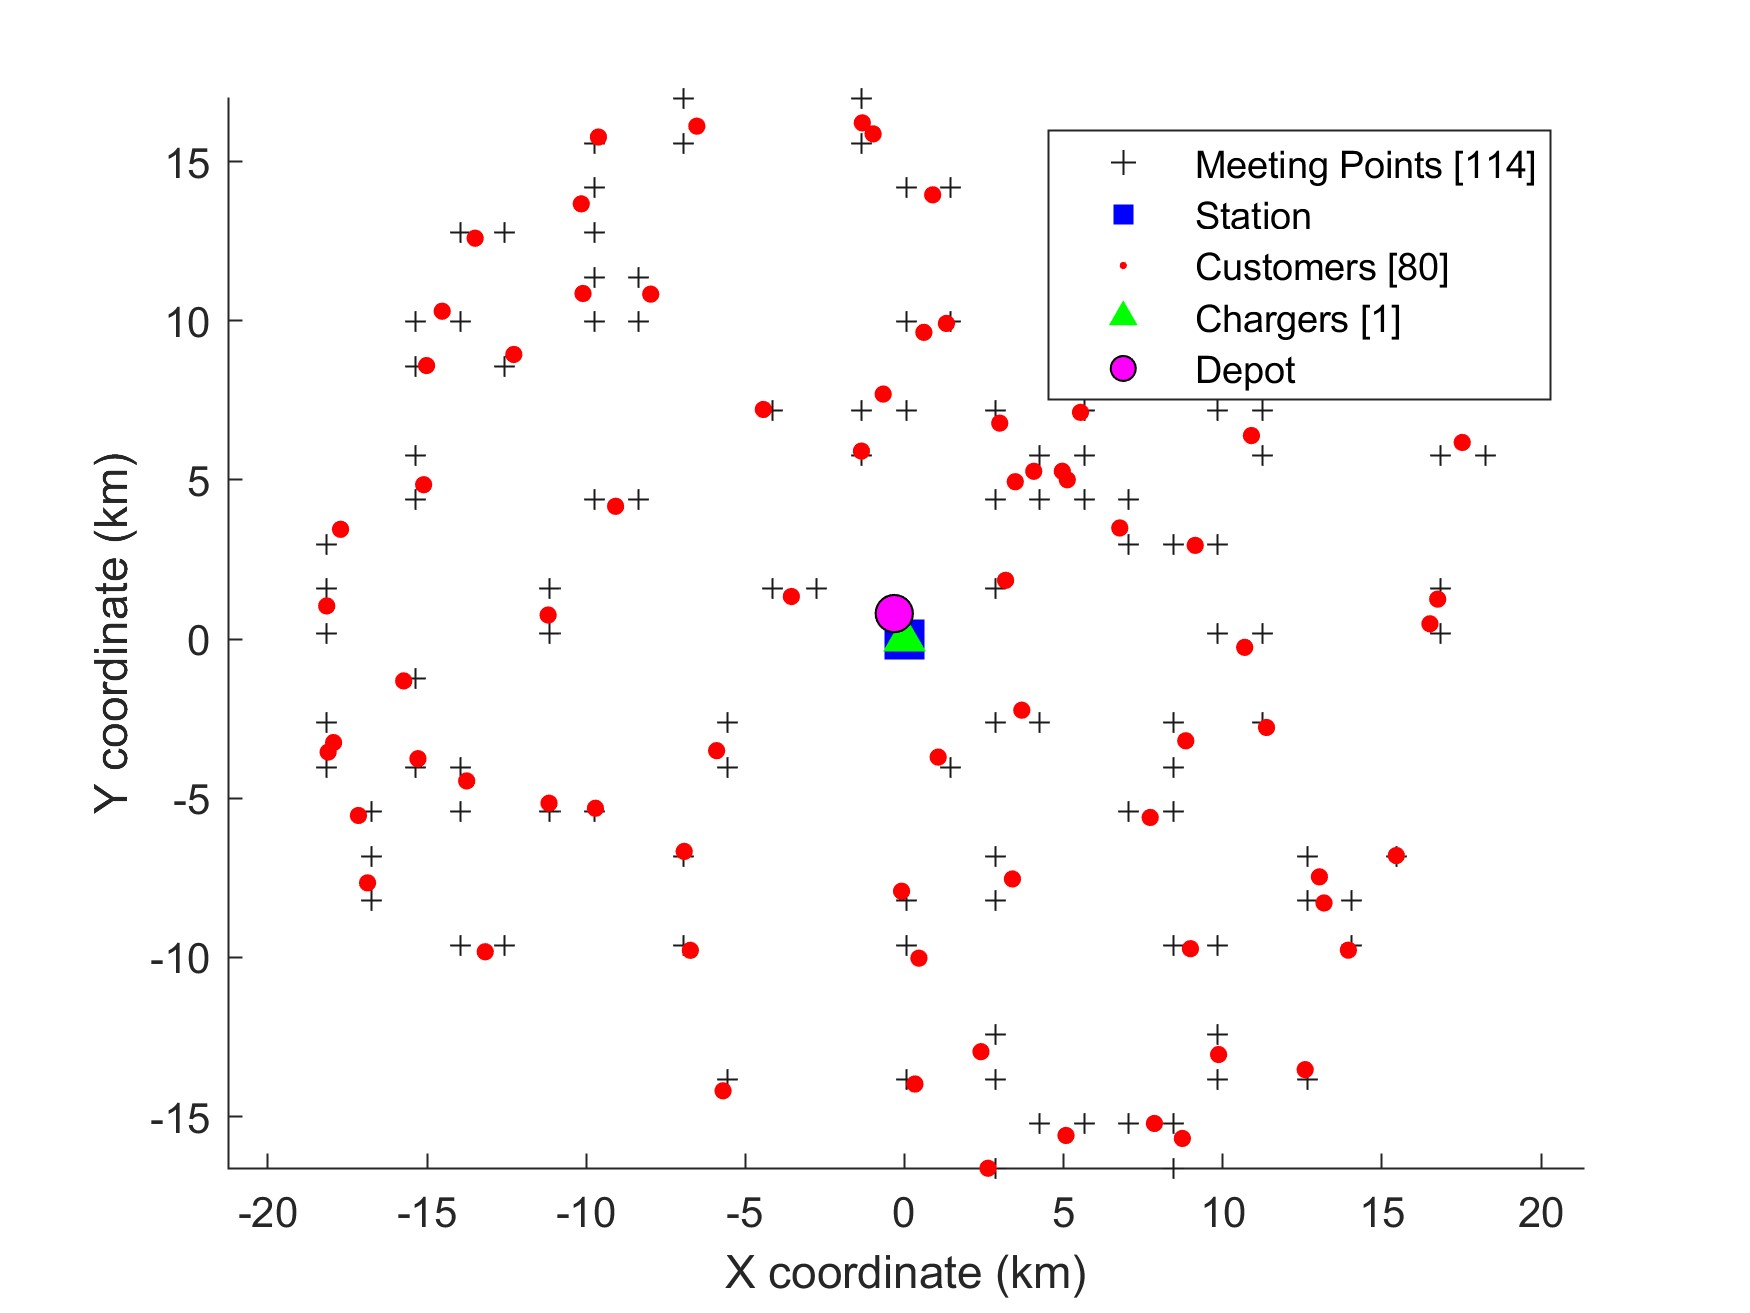 15
10
5
0
-5
-10
-15
Y coordinate (km)
Meeting Points [114]
Station
Customers [80]
Chargers [1]
Depot
-20 -15 -10 -5 0 5 10 15 20
X coordinate (km)